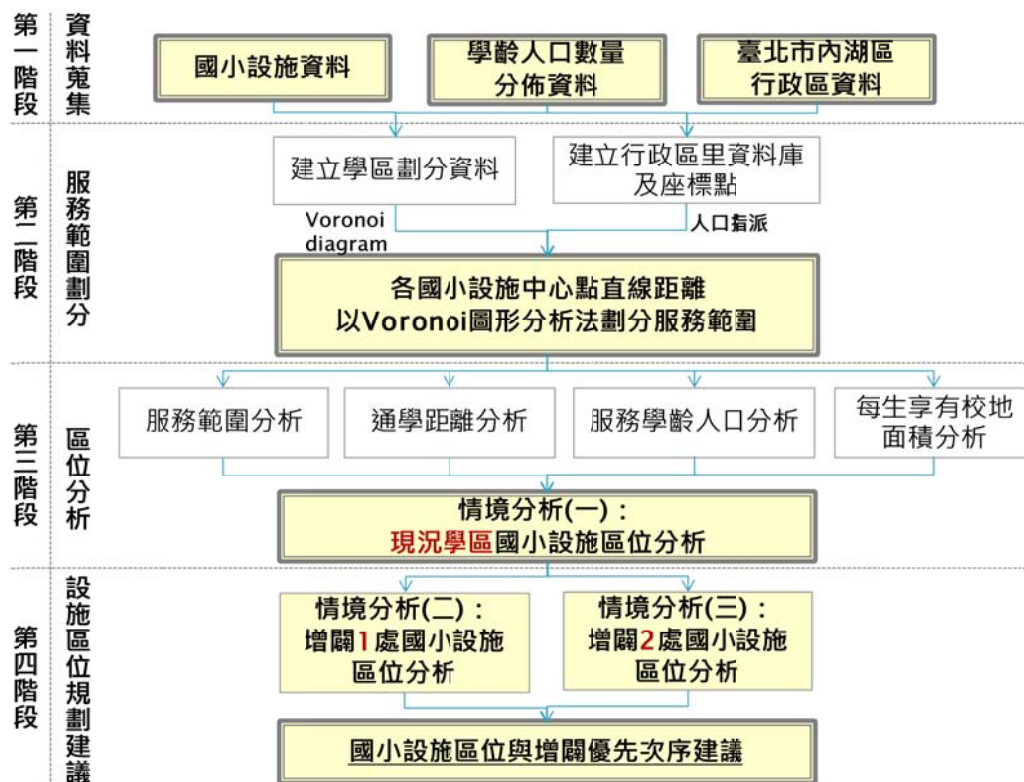 第一階段
資料蒐集
國小設施資料
學齡人口數量
分佈資料
臺北市內湖區
行政區資料
第二階段
服務範圍劃分
建立學區劃分資料
建立行政區里資料庫
及座標點
Voronoi
diagram
人口指派
各國小設施中心點直線距離
以Voronoi圖形分析法劃分服務範圍
第三階段
區位分析
服務範圍分析
通學距離分析
服務學齡人口分析
每生享有校地
面積分析
情境分析(一)：
現況學區國小設施區位分析
第四階段
設施區位規劃建議
情境分析(二)：
增闢1處國小設施
區位分析
情境分析(三)：
增闢2處國小設施
區位分析
國小設施區位與增闢優先次序建議